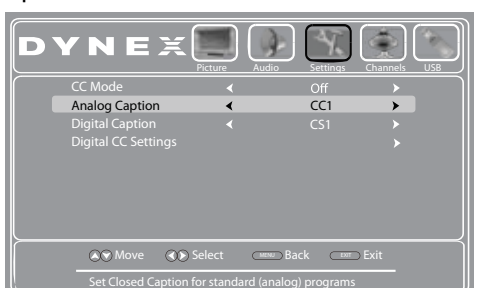 DYNEX
Picture Audio Settings Channels USB
CC Mode Off
Analog Caption CC1
Digital Caption CS1
Digital CC Settings
Move Select MENU Back EXIT Exit
Set Closed Caption for standard (analog) programs